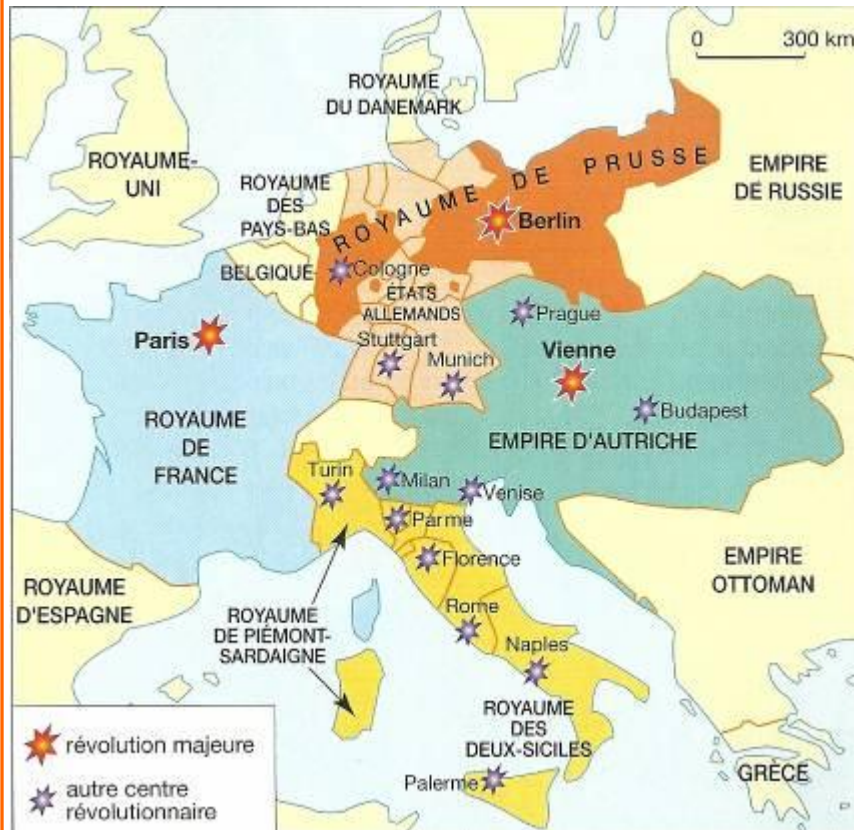 0 300 km
ROYAUME
DU DANEMARK
ROYAUME-
UNI
ROYAUME
DES
PAYS-BAS
ROYAUME DE PRUSSE
EMPIRE
DE RUSSIE
Berlin
BELGIQUE
Cologne
ÉTATS
ALLEMANDS
Paris
Stuttgart
Munich
Prague
Vienne
Budapest
ROYAUME
DE
FRANCE
EMPIRE D'AUTRICHE
Turin
Milan
Venise
Parme
Florence
EMPIRE
OTTOMAN
ROYAUME
D'ESPAGNE
ROYAUME
DE PIÉMONT-
SARDAIGNE
Rome
Naples
ROYAUME
DES
DEUX-SICILES
Palerme
GRÈCE
révolution majeure
autre centre
révolutionnaire